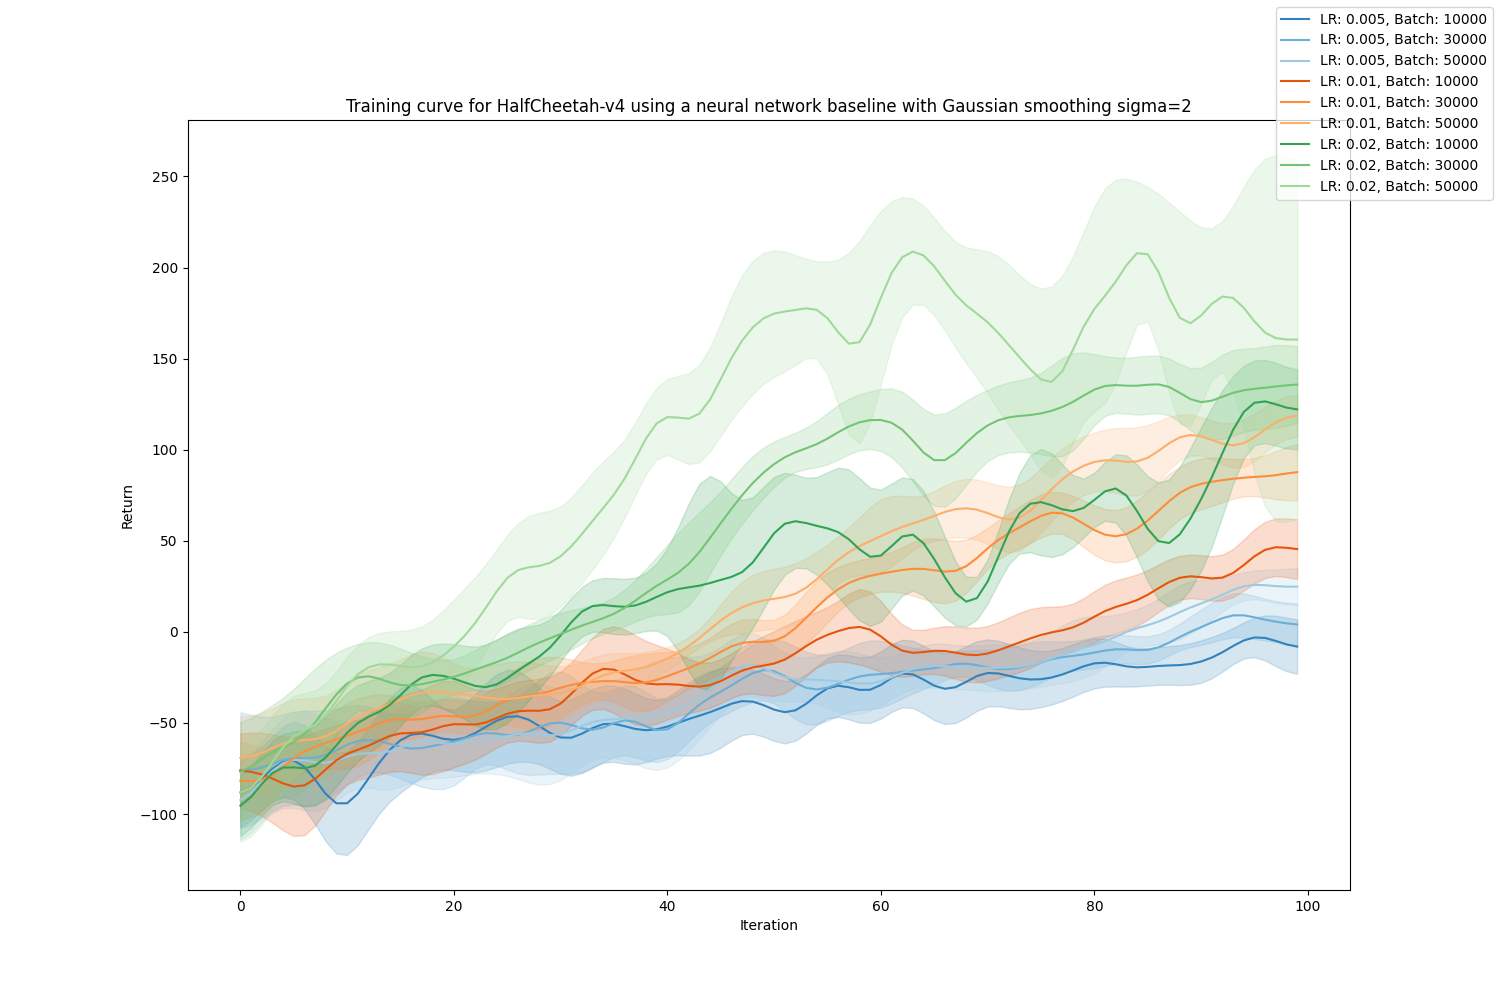 LR: 0.005, Batch: 10000
LR: 0.005, Batch: 30000
LR: 0.005, Batch: 50000
LR: 0.01, Batch: 10000
LR: 0.01, Batch: 30000
LR: 0.01, Batch: 50000
LR: 0.02, Batch: 10000
LR: 0.02, Batch: 30000
LR: 0.02, Batch: 50000
Training curve for HalfCheetah-v4 using a neural network baseline with Gaussian smoothing sigma=2
250
200
150
100
50
0
−50
−100
Return
0 20 40 60 80 100
Iteration